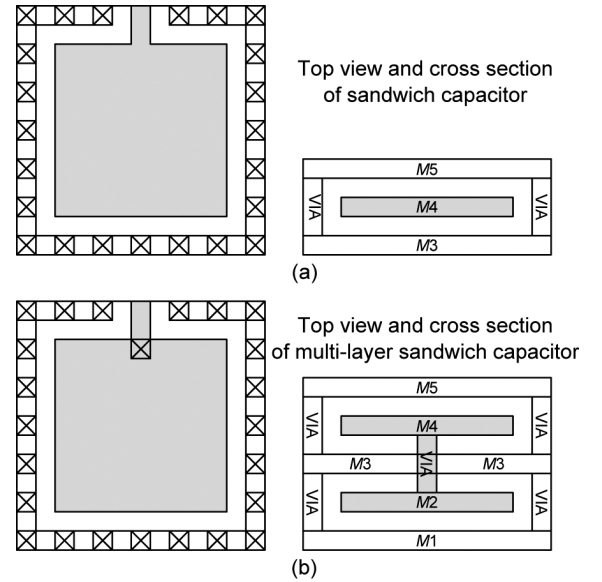 Top view and cross section
of sandwich capacitor
M5
VIA
M4
VIA
M3
(a)
Top view and cross section
of multi-layer sandwich capacitor
M5
VIA
M4
VIA
M3
VIA
M3
VIA
M2
VIA
M1
(b)